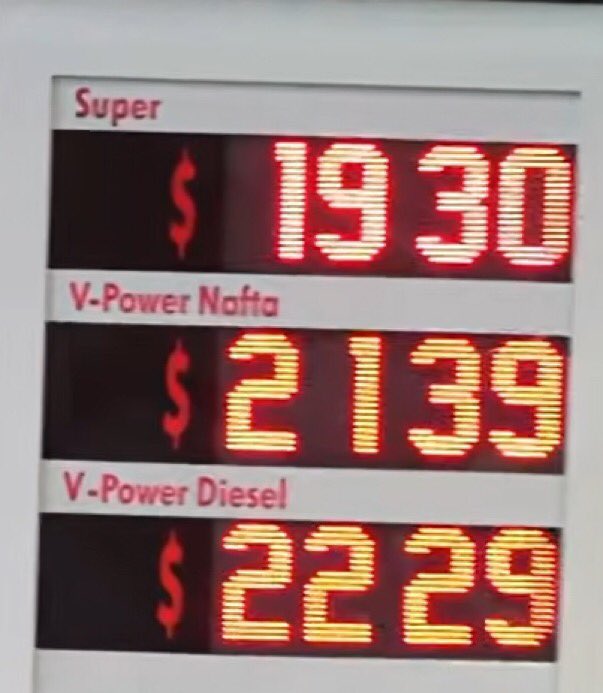 Super
$ 1930
V-Power Nafta
$ 2139
V-Power Diesel
$ 2229